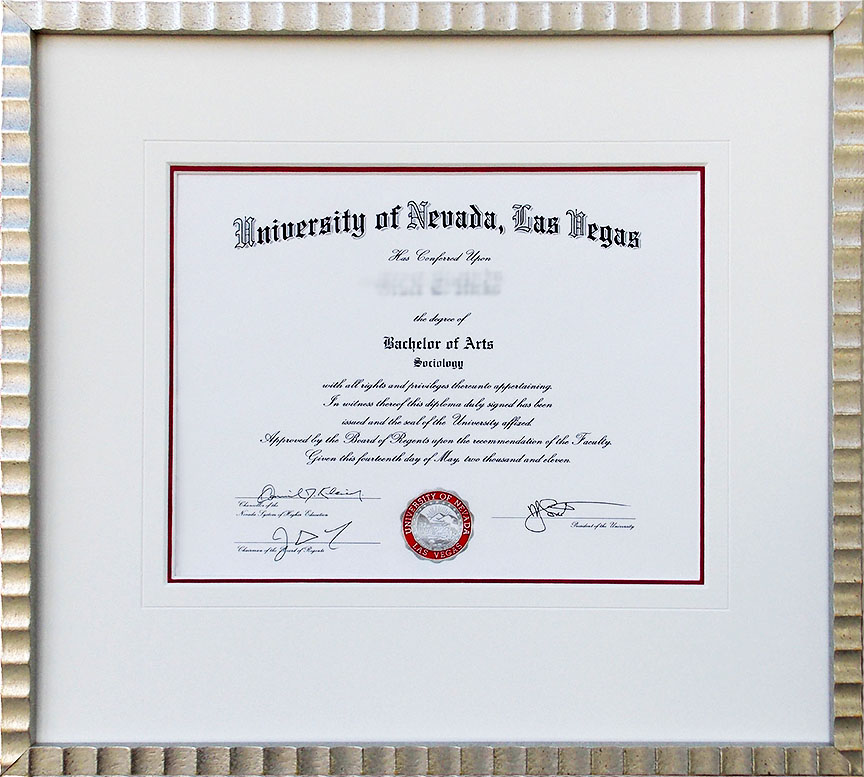 University of Nevada, Las Vegas
Has Conferred Upon
the degree of
Bachelor of Arts
Sociology
with all rights and privileges thereunto appertaining.
In witness thereof this diploma duly signed has been
issued and the seal of the University affixed.
Approved by the Board of Regents upon the recommendation of the Faculty.
Given this fourteenth day of May, two thousand and eleven.
Chancellor of the
Nevada System of Higher Education
Chairman of the Board of Regents
UNIVERSITY OF NEVADA
LAS VEGAS
President of the University